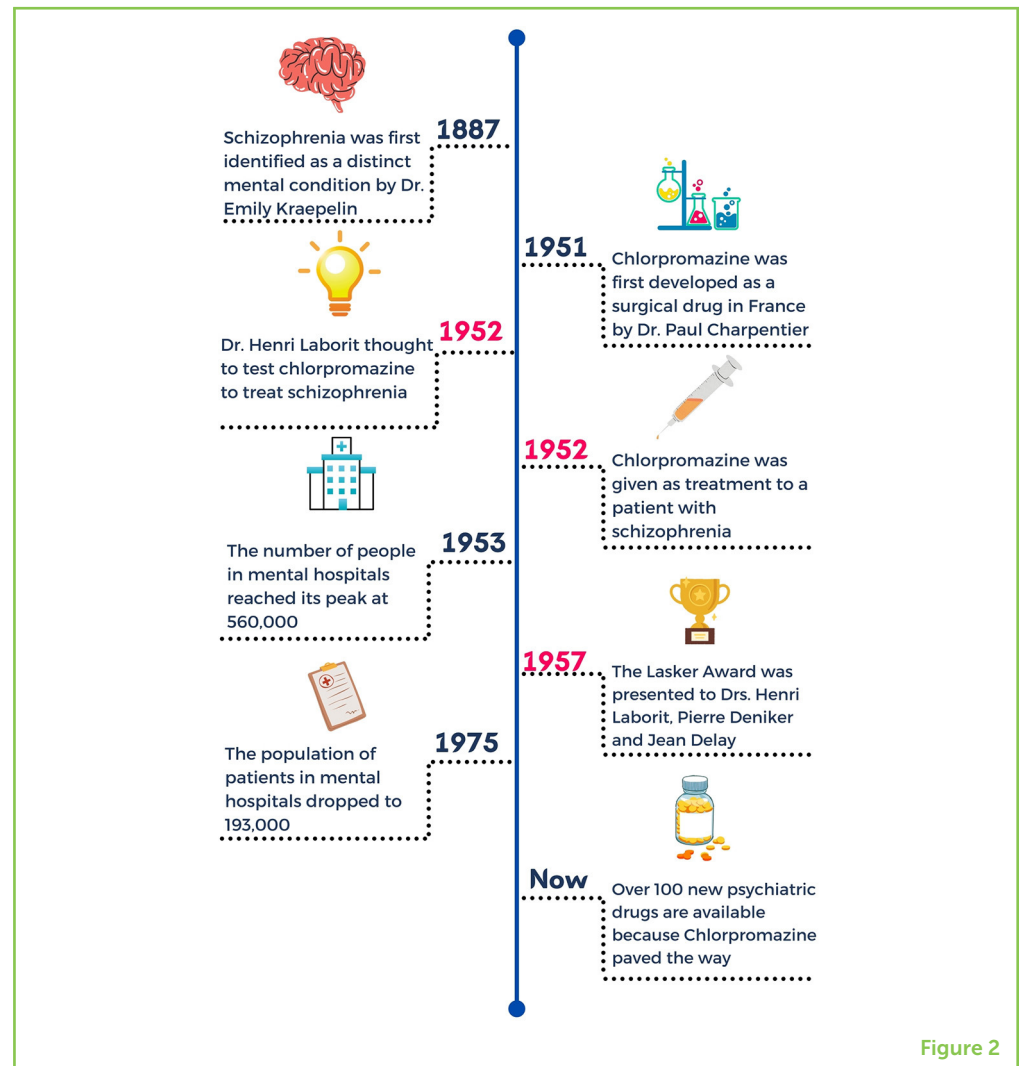 1887
Schizophrenia was first
identified as a distinct
mental condition by Dr.
Emily Kraepelin
1951
Chlorpromazine was
first developed as a
surgical drug in France
by Dr. Paul Charpentier
1952
Dr. Henri Laborit thought
to test chlorpromazine
to treat schizophrenia
1952
Chlorpromazine was
given as treatment to a
patient with
schizophrenia
1953
The number of people
in mental hospitals
reached its peak at
560,000
1957
The Lasker Award was
presented to Drs. Henri
Laborit, Pierre Deniker
and Jean Delay
1975
The population of
patients in mental
hospitals dropped to
193,000
Now
Over 100 new psychiatric
drugs are available
because Chlorpromazine
paved the way
Figure 2